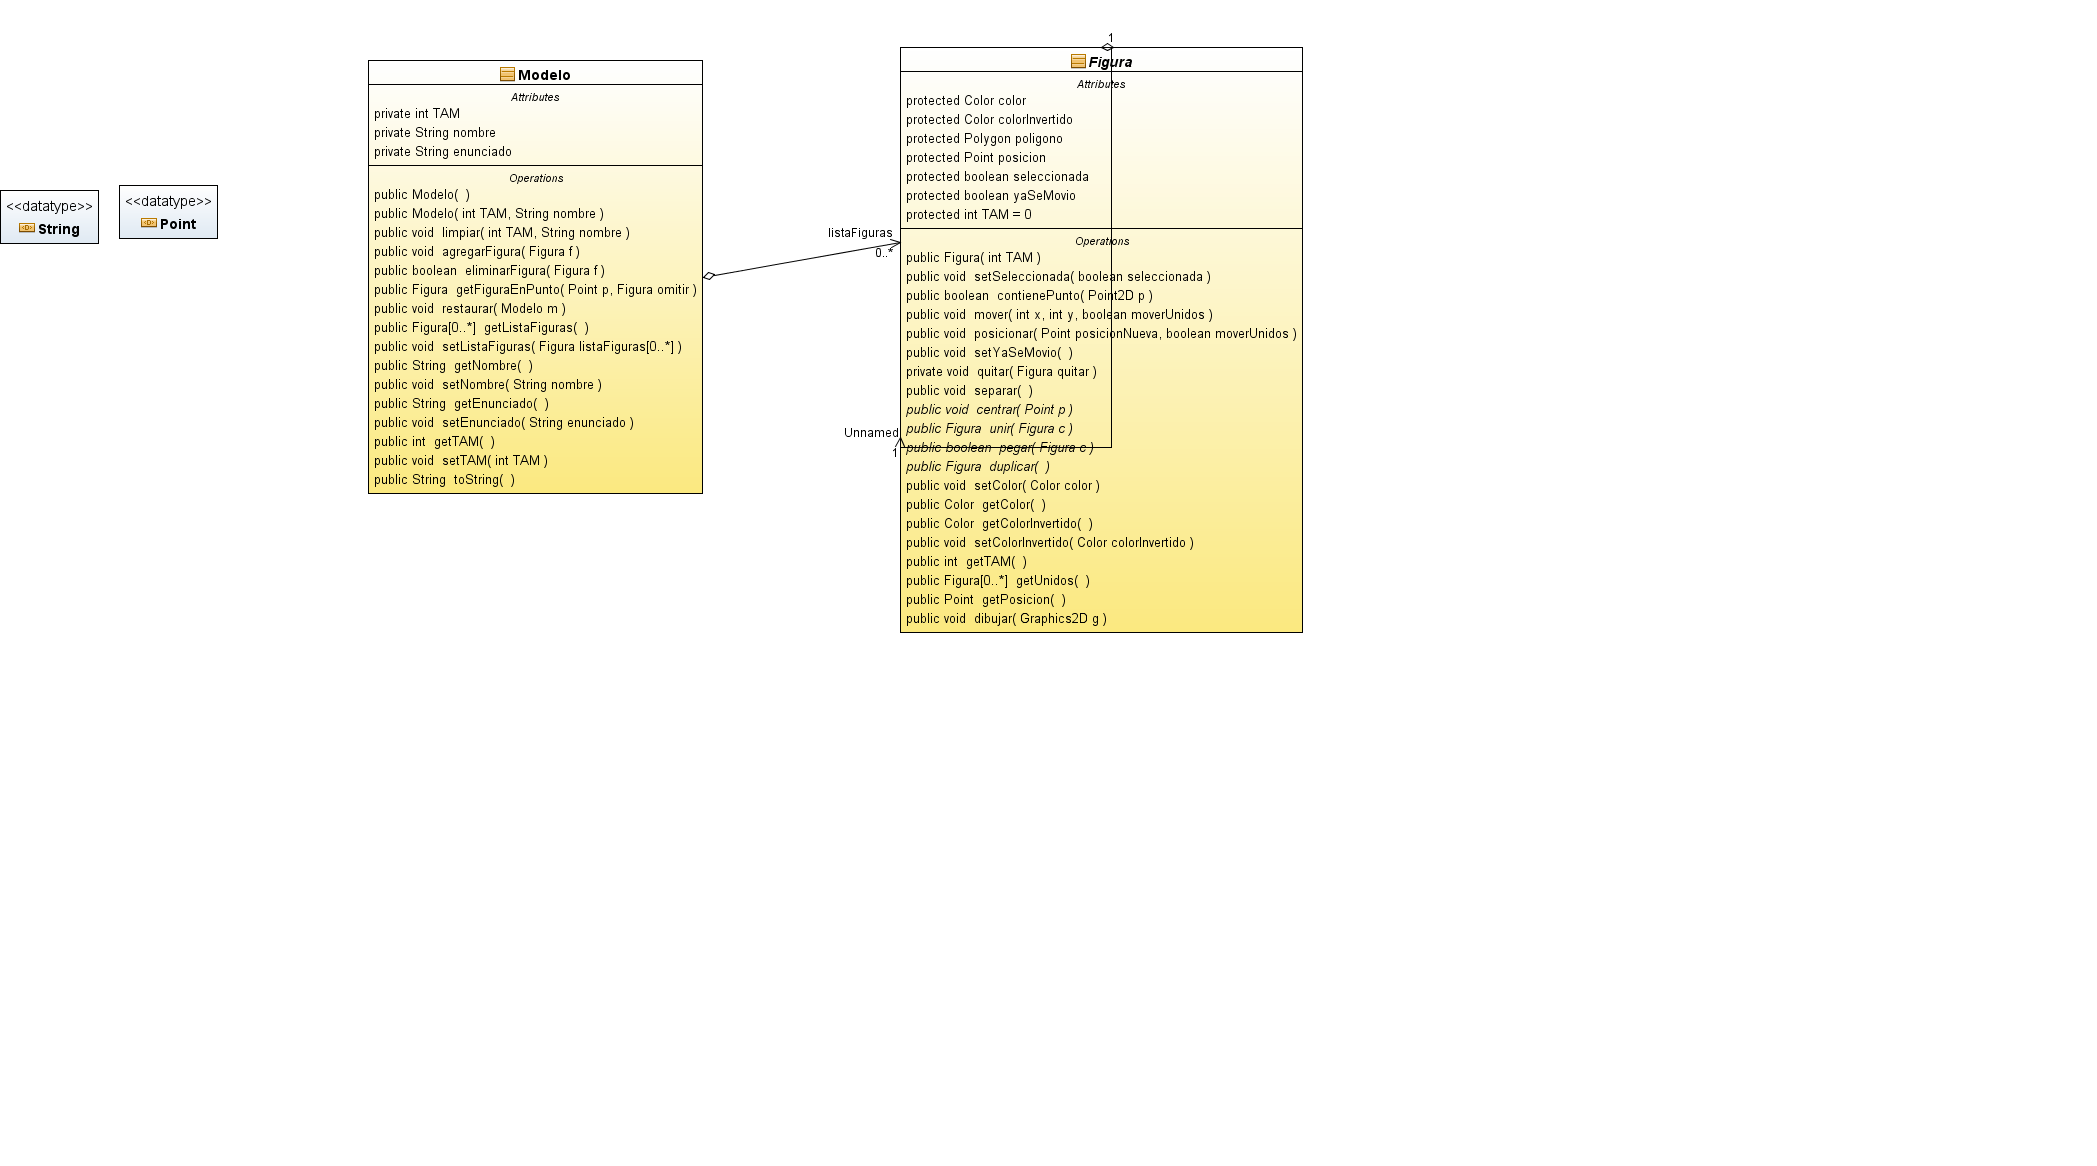 <<datatype>>
String
<<datatype>>
Point
Modelo
Attributes
private int TAM
private String nombre
private String enunciado
Operations
public Modelo(  )
public Modelo( int TAM, String nombre )
public void  limpiar( int TAM, String nombre )
public void  agregarFigura( Figura f )
public boolean  eliminarFigura( Figura f )
public Figura  getFiguraEnPunto( Point p, Figura omitir )
public void  restaurar( Modelo m )
public Figura[0..*]  getListaFiguras(  )
public void  setListaFiguras( Figura listaFiguras[0..*] )
public String  getNombre(  )
public void  setNombre( String nombre )
public String  getEnunciado(  )
public void  setEnunciado( String enunciado )
public int  getTAM(  )
public void  setTAM( int TAM )
public String  toString(  )
listaFiguras
0..*
Unnamed
1
1
Figura
Attributes
protected Color color
protected Color colorInvertido
protected Polygon poligono
protected Point posicion
protected boolean seleccionada
protected boolean yaSeMovio
protected int TAM = 0
Operations
public Figura( int TAM )
public void  setSeleccionada( boolean seleccionada )
public boolean  contienePunto( Point2D p )
public void  mover( int x, int y, boolean moverUnidos )
public void  posicionar( Point posicionNueva, boolean moverUnidos )
public void  setYaSeMovio(  )
private void  quitar( Figura quitar )
public void  separar(  )
public void  centrar( Point p )
public Figura  unir( Figura c )
public boolean  pegar( Figura c )
public Figura  duplicar(  )
public void  setColor( Color color )
public Color  getColor(  )
public Color  getColorInvertido(  )
public void  setColorInvertido( Color colorInvertido )
public int  getTAM(  )
public Figura[0..*]  getUnidos(  )
public Point  getPosicion(  )
public void  dibujar( Graphics2D g )